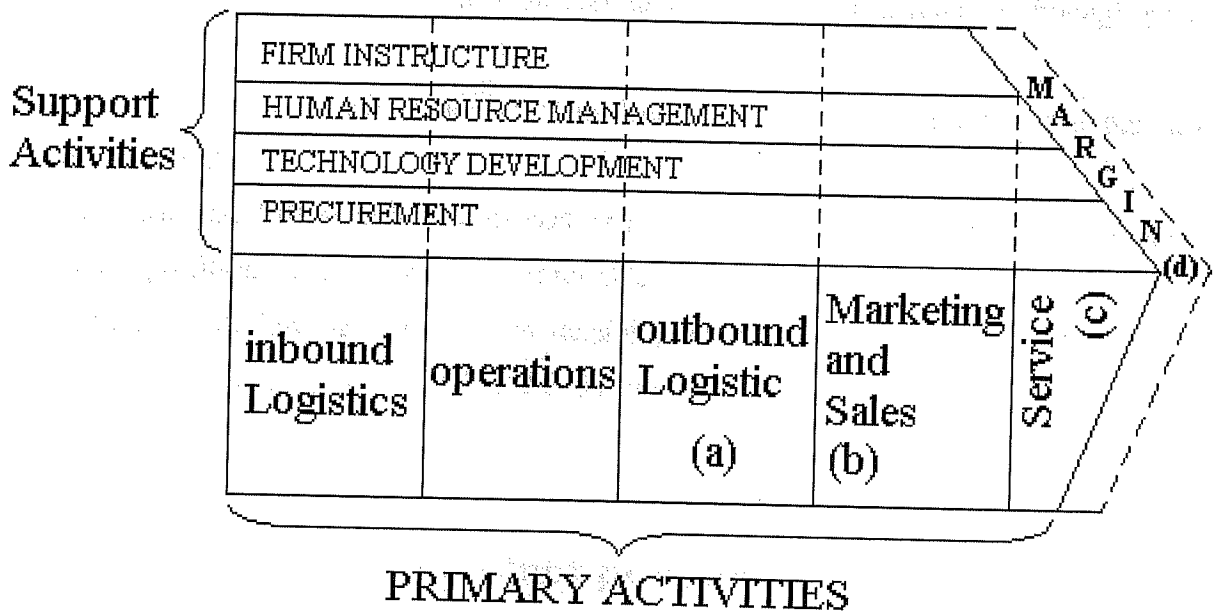 FIRM INSTRUCTURE
Support
Activities
HUMAN RESOURCE MANAGEMENT
TECHNOLOGY DEVELOPMENT
PRECUREMENT
MARGIN
(d)
inbound
Logistics
operations
outbound
Logistic
(a)
Marketing
and
Sales
(b)
Service
(c)
PRIMARY ACTIVITIES